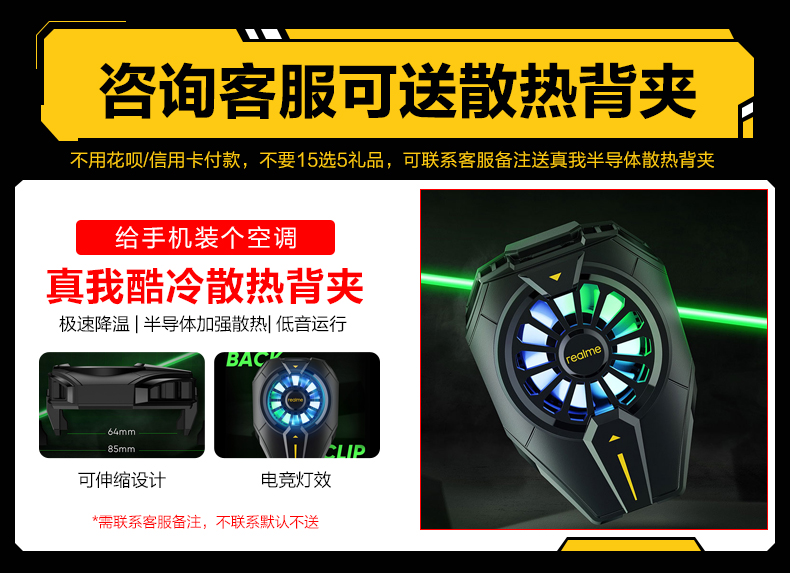 咨询客服可送散热背夹
不用花呗/信用卡付款，不要15选5礼品，可联系客服备注送真我半导体散热背夹
给手机装个空调
真我酷冷散热背夹
极速降温 | 半导体加强散热| 低音运行
64mm
85mm
BACK
realme
CLIP
可伸缩设计
电竞灯效
*需联系客服备注，不联系默认不送
realme